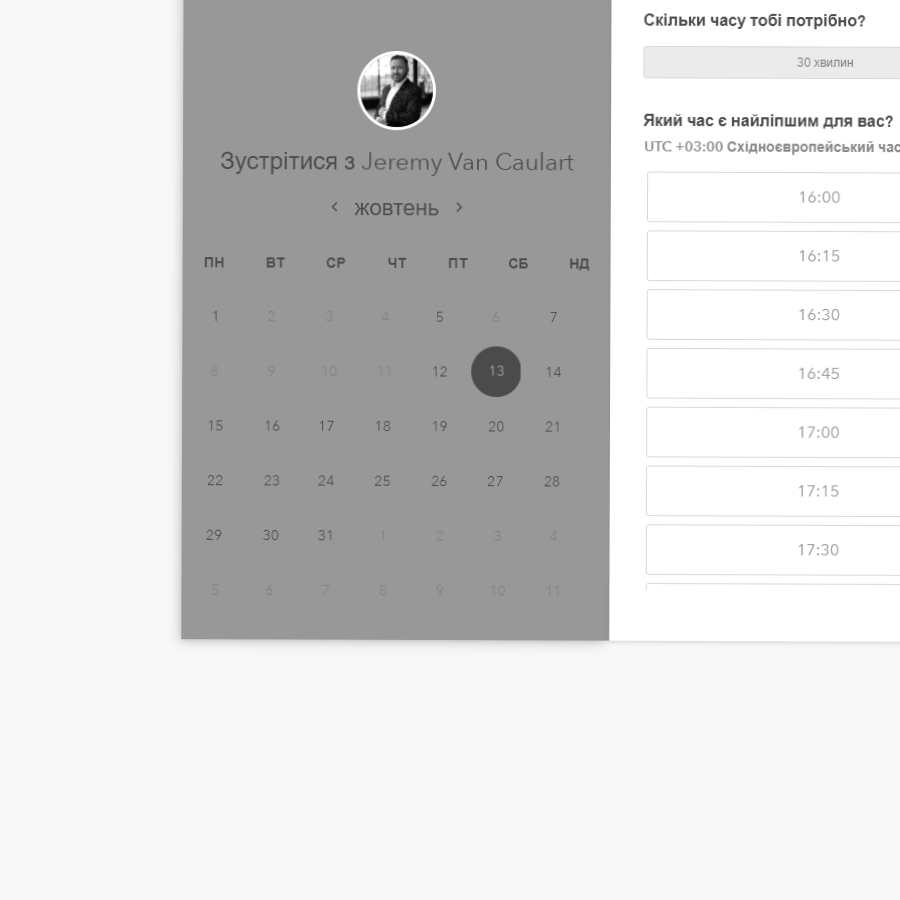 Зустрітися з Jeremy Van Caulart
жовтень
ПН ВТ СР ЧТ ПТ СБ НД
1 2 3 4 5 6 7
8 9 10 11 12 13 14
15 16 17 18 19 20 21
22 23 24 25 26 27 28
29 30 31 1 2 3 4
5 6 7 8 9 10 11
Скільки часу тобі потрібно?
30 хвилин
Який час є найліпшим для вас?
UTC +03:00 Східноєвропейський час
16:00
16:15
16:30
16:45
17:00
17:15
17:30